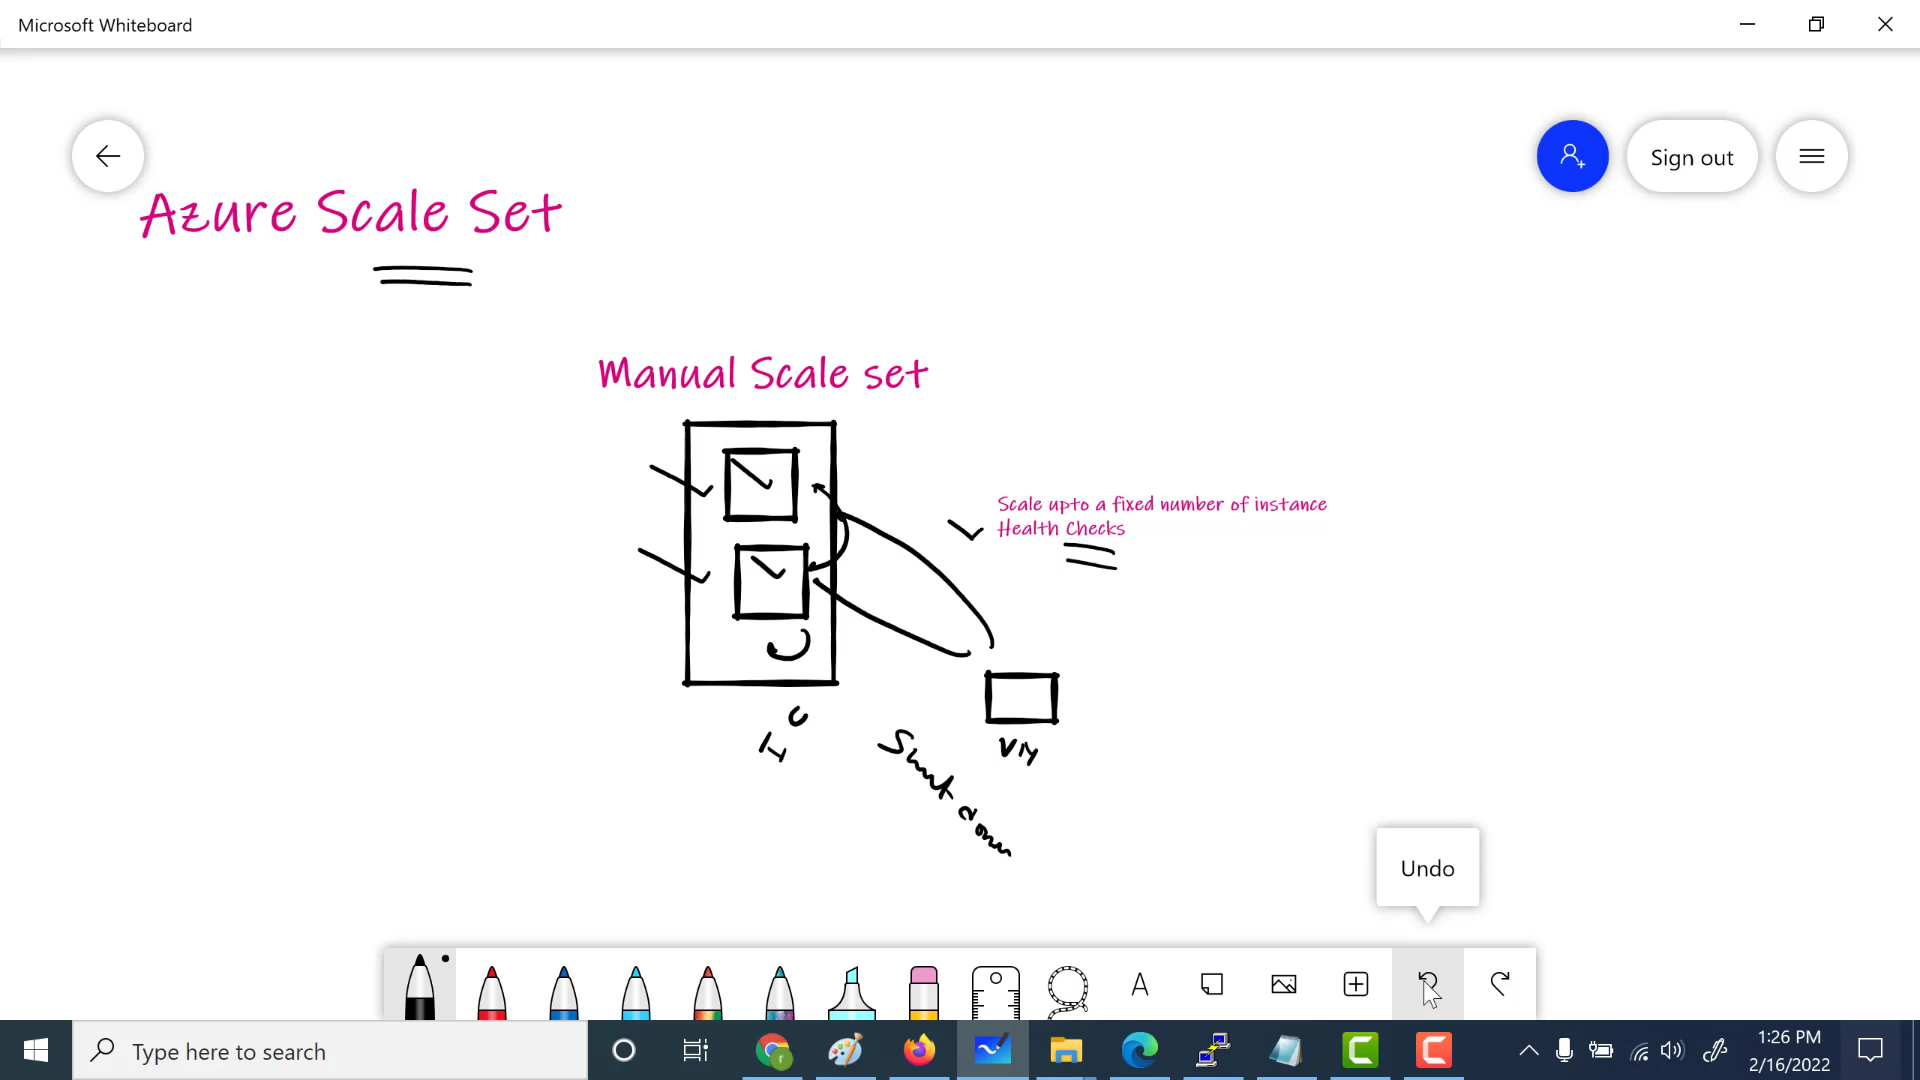 Microsoft Whiteboard
Sign out
Azure Scale Set
Manual Scale set
Scale upto a fixed number of instance
Health Checks
VM
Undo
A
Type here to search
1:26 PM
2/16/2022